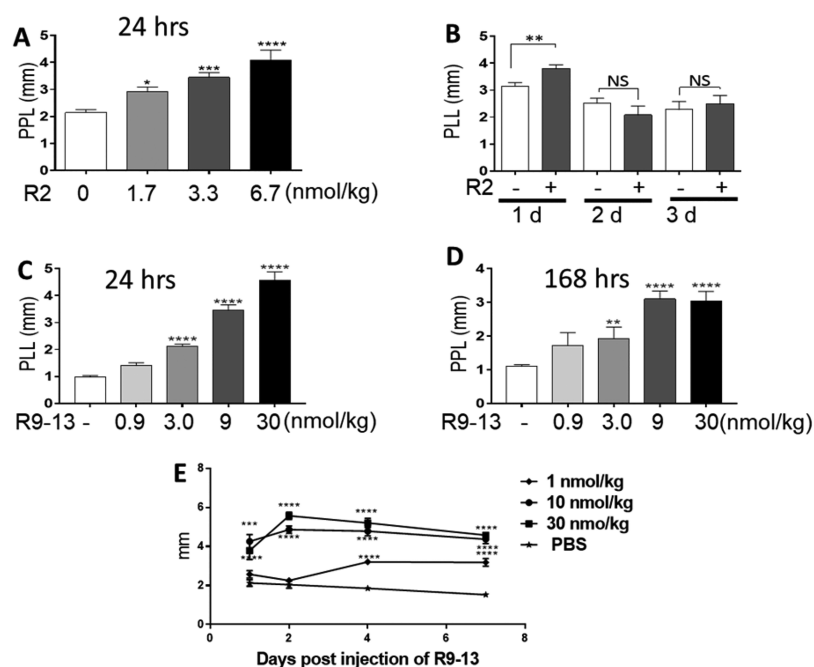 A
24 hrs
PPL (mm)
5
4
3
2
1
0
*
***
****
R2 0 1.7 3.3 6.7 (nmol/kg)
B
PLL (mm)
5
4
3
2
1
0
**
NS
NS
R2 - + - + - +
1 d 2 d 3 d
C
24 hrs
PLL (mm)
5
4
3
2
1
0
****
****
****
R9-13 - 0.9 3.0 9 30(nmol/kg)
D
168 hrs
PPL (mm)
4
3
2
1
0
**
****
****
R9-13 - 0.9 3.0 9 30(nmol/kg)
E
mm
8
6
4
2
0
***
****
****
****
****
****
****
****
****
****
0 2 4 6 8
Days post injection of R9-13
1 nmol/kg
10 nmol/kg
30 nmo/kg
PBS